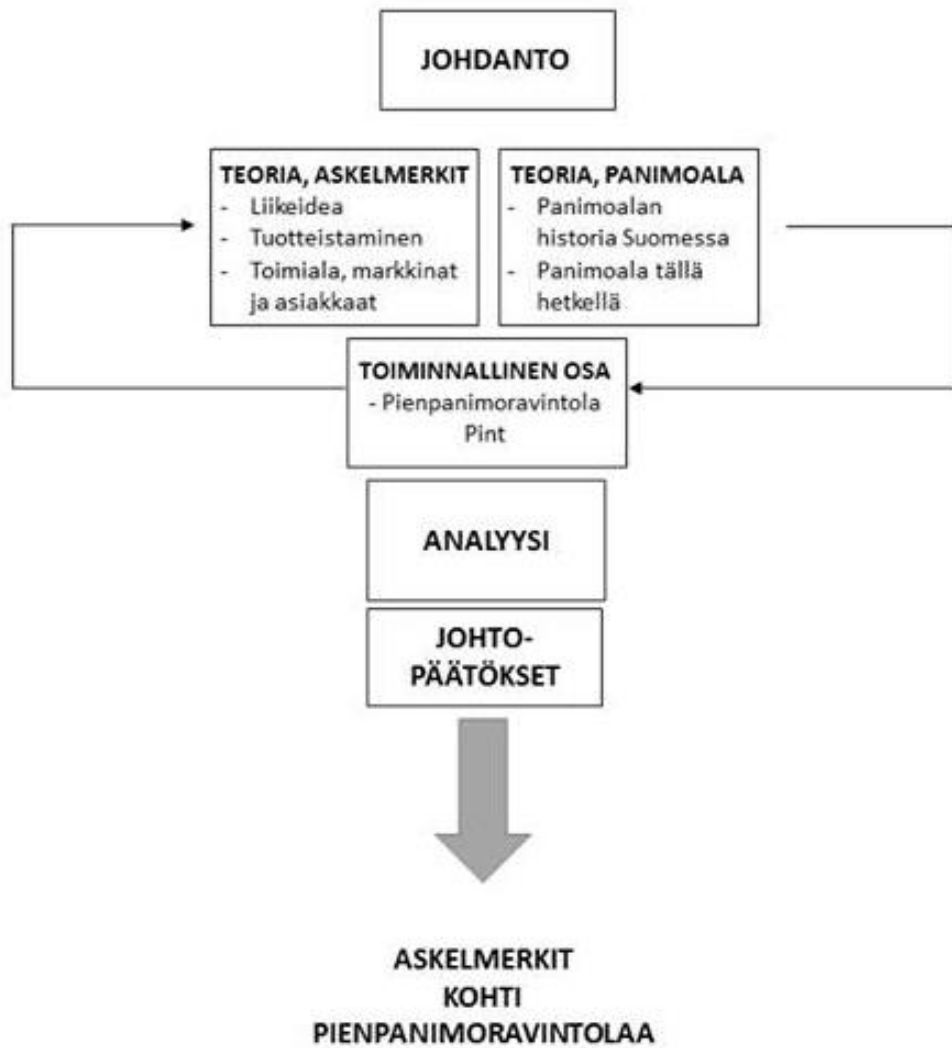 JOHDANTO
TEORIA, ASKELMERKIT
- Liikeidea
- Tuotteistaminen
- Toimiala, markkinat
ja asiakkaat
TEORIA, PANIMOALA
- Panimoalan
historia Suomessa
- Panimoala tällä
hetkellä
TOIMINNALLINEN OSA
- Pienpanimoravintola
Pint
ANALYYSI
JOHTO-
PÄÄTÖKSET
ASKELMERKIT
KOHTI
PIENPANIMORAVINTOLAA